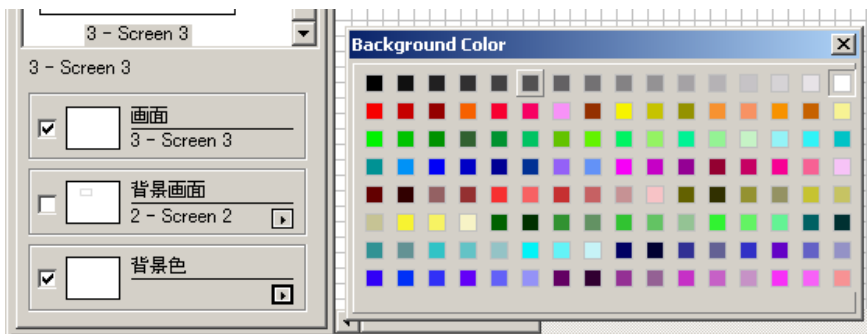 3 - Screen 3
3 - Screen 3
画面
3 - Screen 3
背景画面
2 - Screen 2
背景色
Background Color